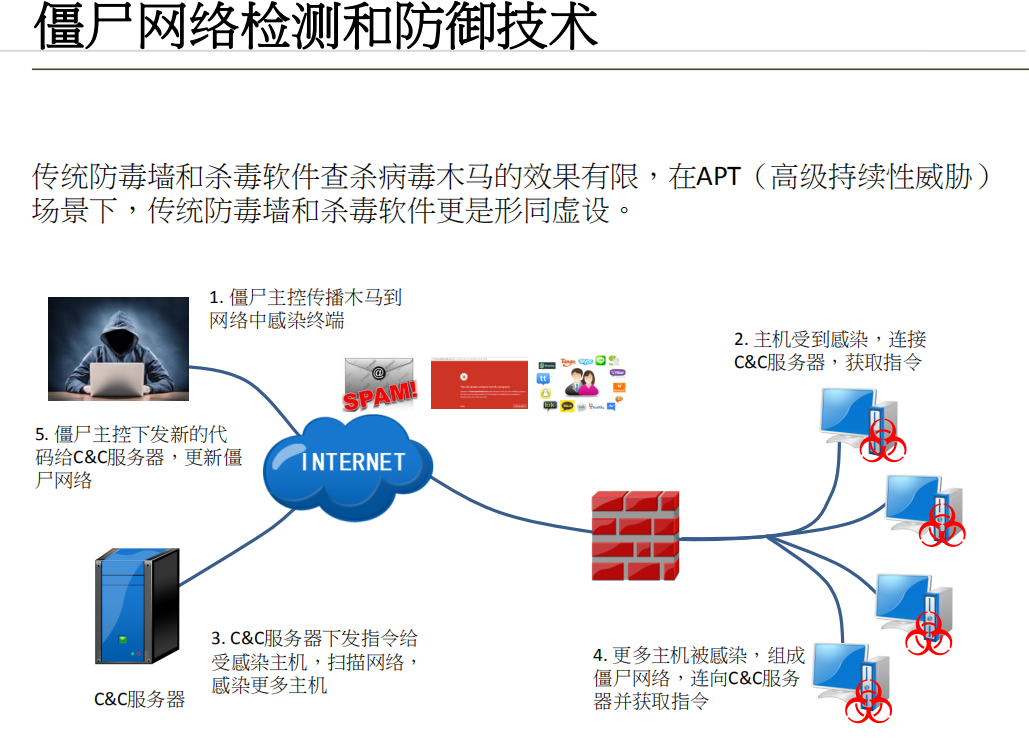 僵尸网络检测和防御技术
传统防毒墙和杀毒软件查杀病毒木马的效果有限，在APT（高级持续性威胁）
场景下，传统防毒墙和杀毒软件更是形同虚设。
1. 僵尸主控传播木马到
网络中感染终端
2. 主机受到感染，连接
C&C服务器，获取指令
@
SPAM!
5. 僵尸主控下发新的代
码给C&C服务器，更新僵
尸网络
INTERNET
3. C&C服务器下发指令给
受感染主机，扫描网络，
感染更多主机
4. 更多主机被感染，组成
僵尸网络，连向C&C服务
器并获取指令
C&C服务器